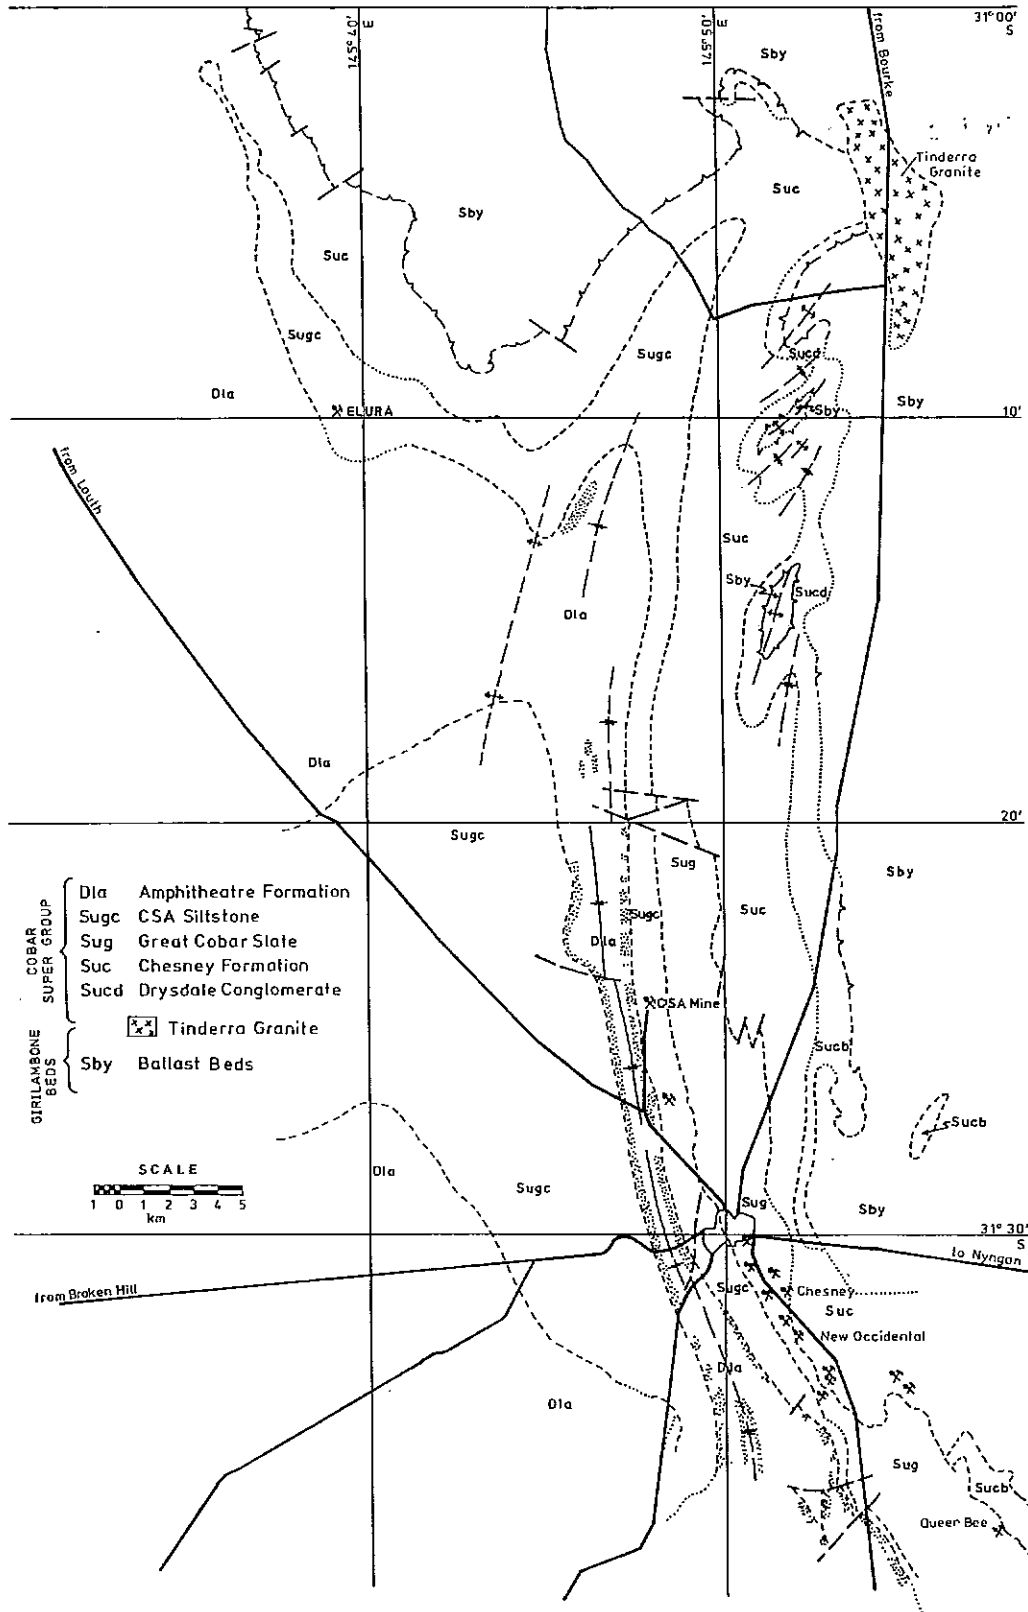 145° 40' E
145° 50' E
31° 00' S
from Bourke
Sby
Tinderra Granite
Suc
Sby
Suc
Sugc
Sugc
Sucd
Dla
ELURA
Sby
Sby
10'
from Louth
Suc
Sby
Sucd
Dla
Dla
20'
Sugc
Sug
Suc
Sby
COBAR SUPER GROUP
Dla Amphitheatre Formation
Sugc CSA Siltstone
Sug Great Cobar Slate
Suc Chesney Formation
Sucd Drysdale Conglomerate
Tinderra Granite
GIRILAMBONE BEDS
Sby Ballast Beds
Sugc
Dla
CSA Mine
Sucb
Sucb
SCALE
1 0 1 2 3 4 5
km
Dla
Sugc
Sug
Sby
31° 30' S
to Nyngan
from Broken Hill
Sugc
Chesney
Suc
New Occidental
Dla
Dla
Sug
Sucb
Queen Bee